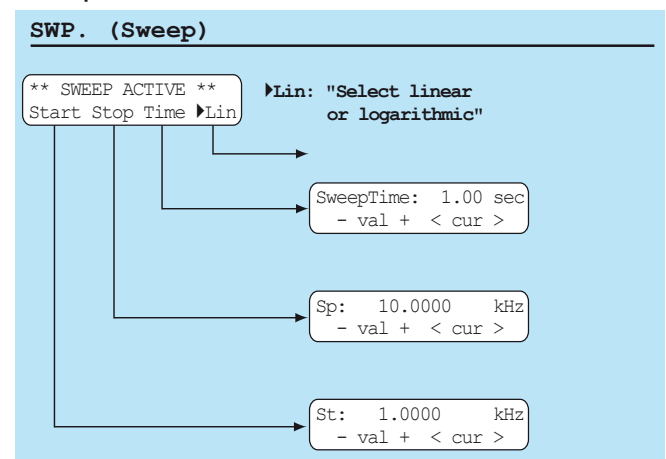 SWP. (Sweep)
** SWEEP ACTIVE **
Start Stop Time ▶Lin
▶Lin: "Select linear
or logarithmic"
SweepTime: 1.00 sec
- val + < cur >
Sp: 10.0000 kHz
- val + < cur >
St: 1.0000 kHz
- val + < cur >